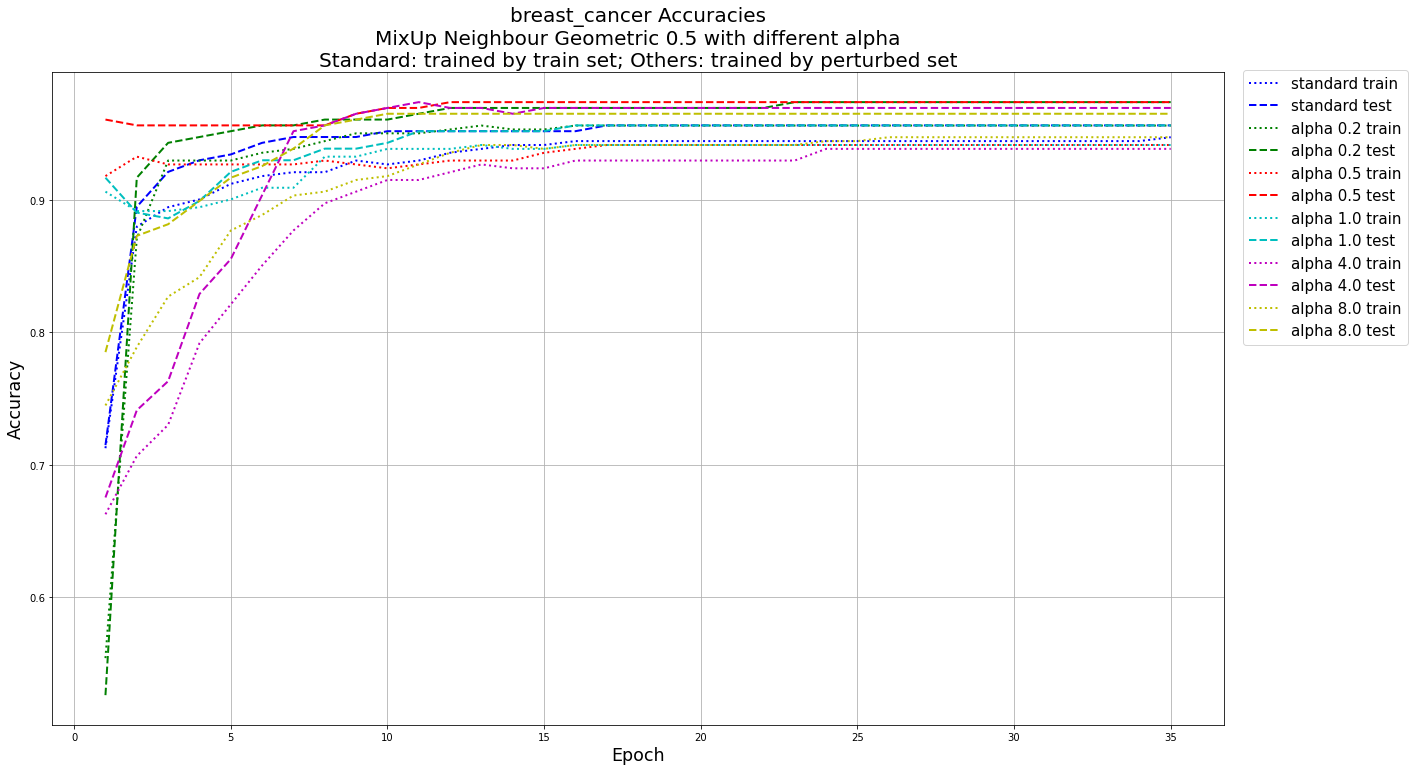 breast_cancer Accuracies
MixUp Neighbour Geometric 0.5 with different alpha
Standard: trained by train set; Others: trained by perturbed set
standard train
standard test
alpha 0.2 train
alpha 0.2 test
alpha 0.5 train
alpha 0.5 test
alpha 1.0 train
alpha 1.0 test
alpha 4.0 train
alpha 4.0 test
alpha 8.0 train
alpha 8.0 test
Accuracy
0.9
0.8
0.7
0.6
0 5 10 15 20 25 30 35
Epoch